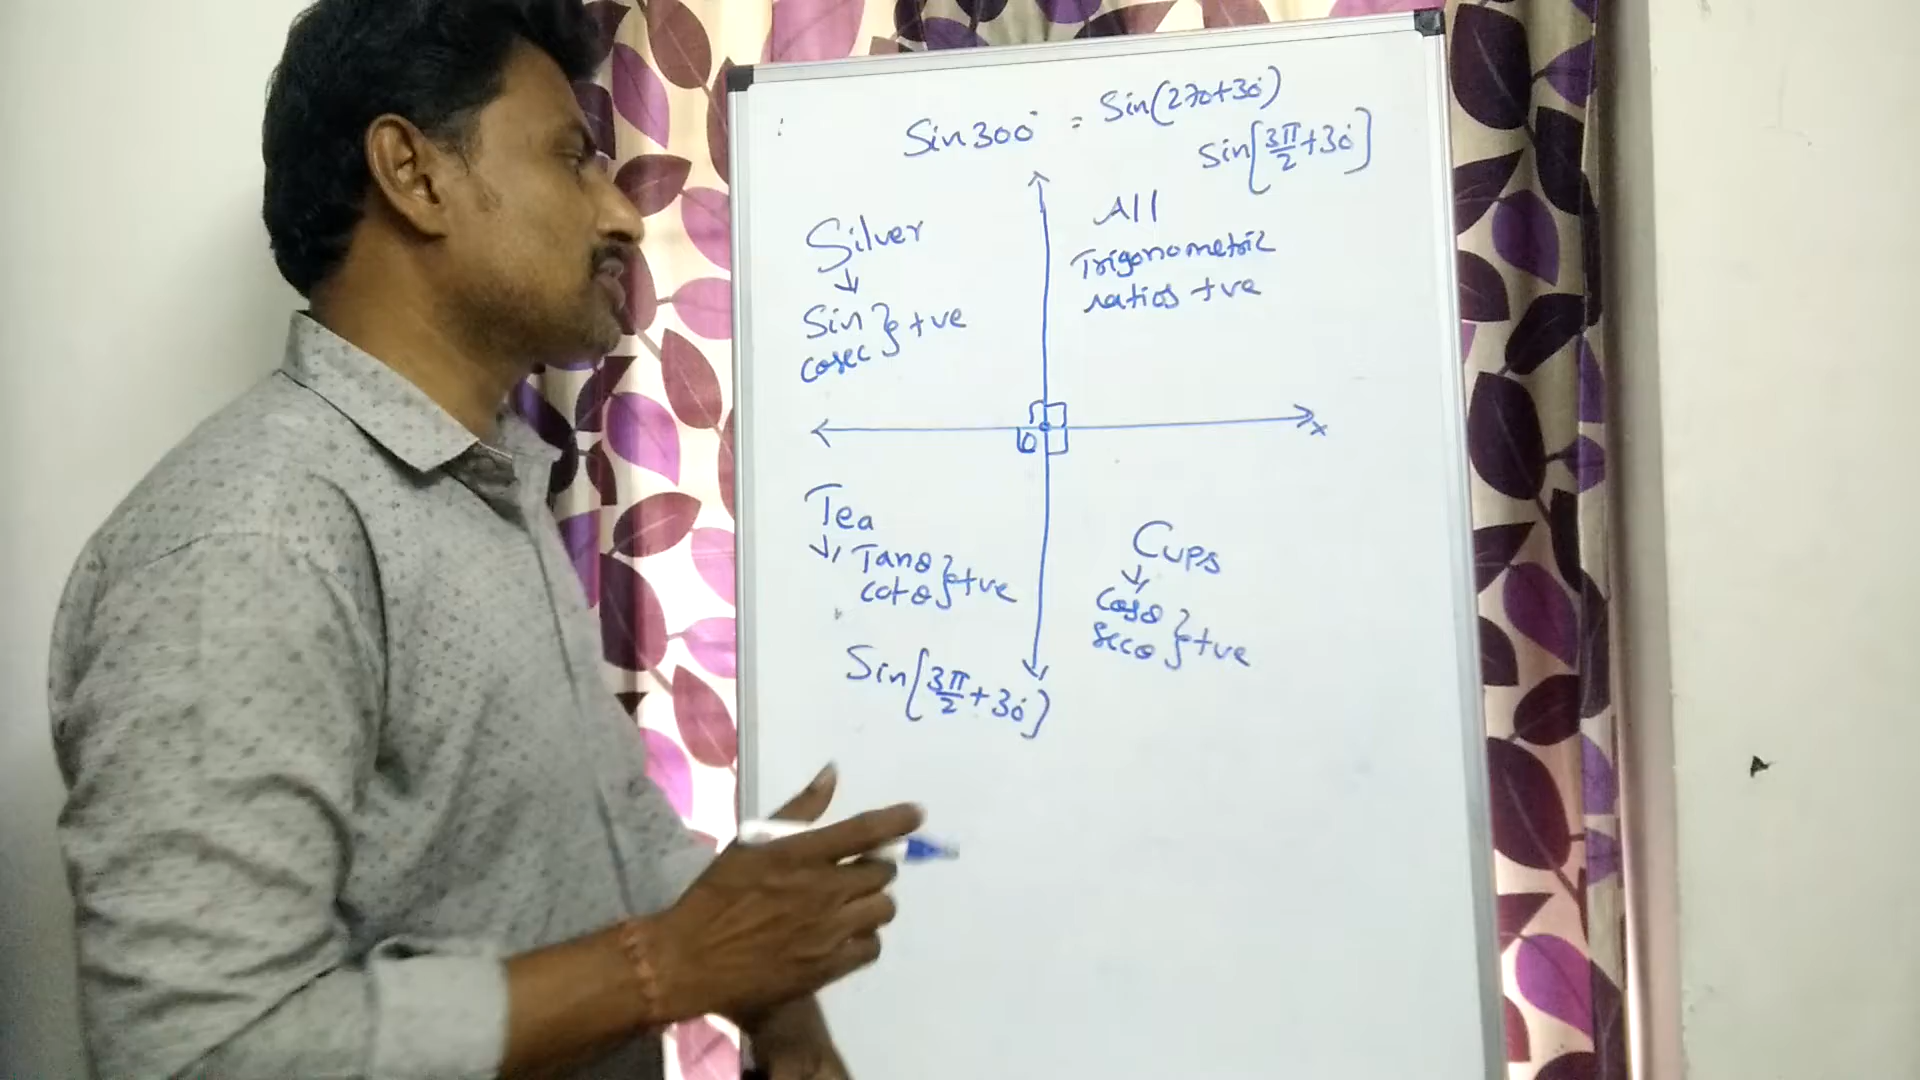 Sin300° = Sin(270+30°)
Sin[3π/2+30°]
Silver
↓
Sin
cosec } +ve
All
Trigonometric
ratios +ve
x
Tea
↓
Tanθ
cotθ } +ve
Cups
↓
Cosθ
Secθ } +ve
Sin[3π/2+30°]